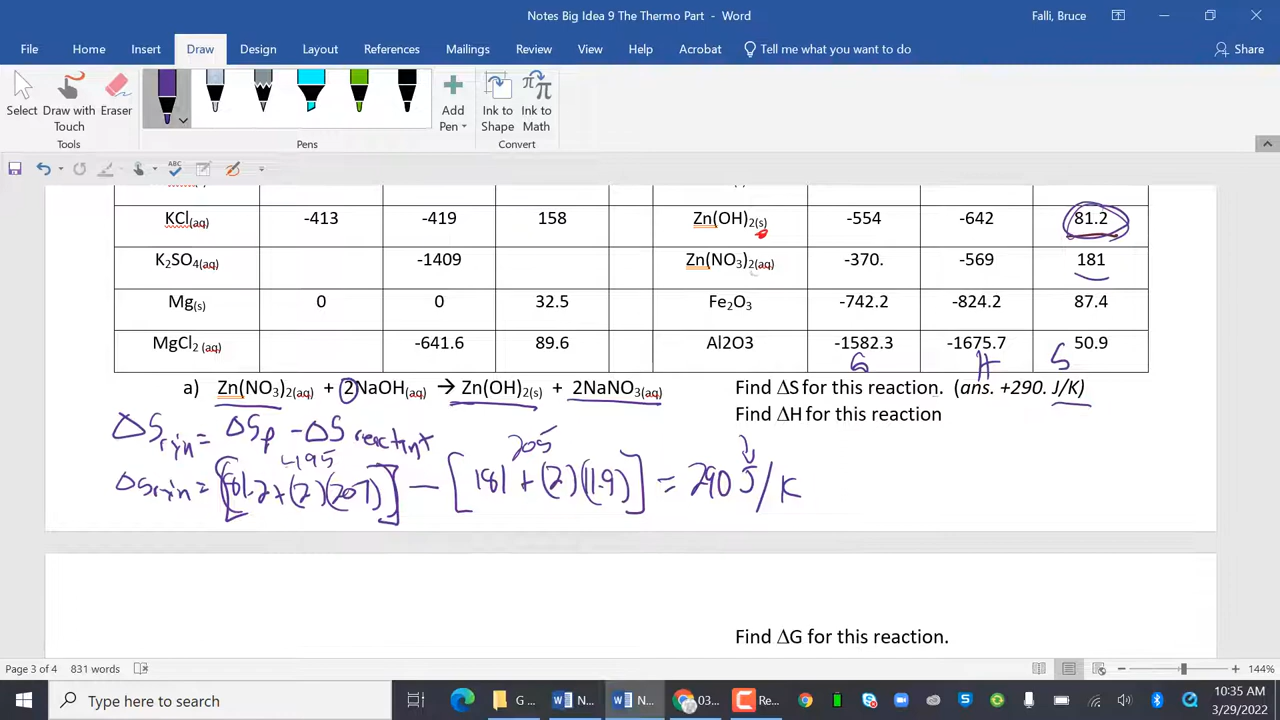 Notes Big Idea 9 The Thermo Part - Word
Falli, Bruce
File Home Insert Draw Design Layout References Mailings Review View Help Acrobat Tell me what you want to do Share
Select Draw with Touch Eraser Add Pen Ink to Shape Ink to Math
Tools Pens Convert
KCl(aq) -413 -419 158 Zn(OH)2(s) -554 -642 81.2
K2SO4(aq) -1409 Zn(NO3)2(aq) -370. -569 181
Mg(s) 0 0 32.5 Fe2O3 -742.2 -824.2 87.4
MgCl2 (aq) -641.6 89.6 Al2O3 -1582.3 -1675.7 50.9
G H S
a) Zn(NO3)2(aq) + 2NaOH(aq) → Zn(OH)2(s) + 2NaNO3(aq) Find ΔS for this reaction. (ans. +290. J/K)
Find ΔH for this reaction
ΔSrxn = ΔSp - ΔS reactant
495 205
ΔSrxn = [81.2 + (2)(207)] - [181 + (2)(11.9)] = 290 J/K
Find ΔG for this reaction.
Page 3 of 4 831 words 144%
Type here to search G ... N... N... 03... Re...
10:35 AM
3/29/2022